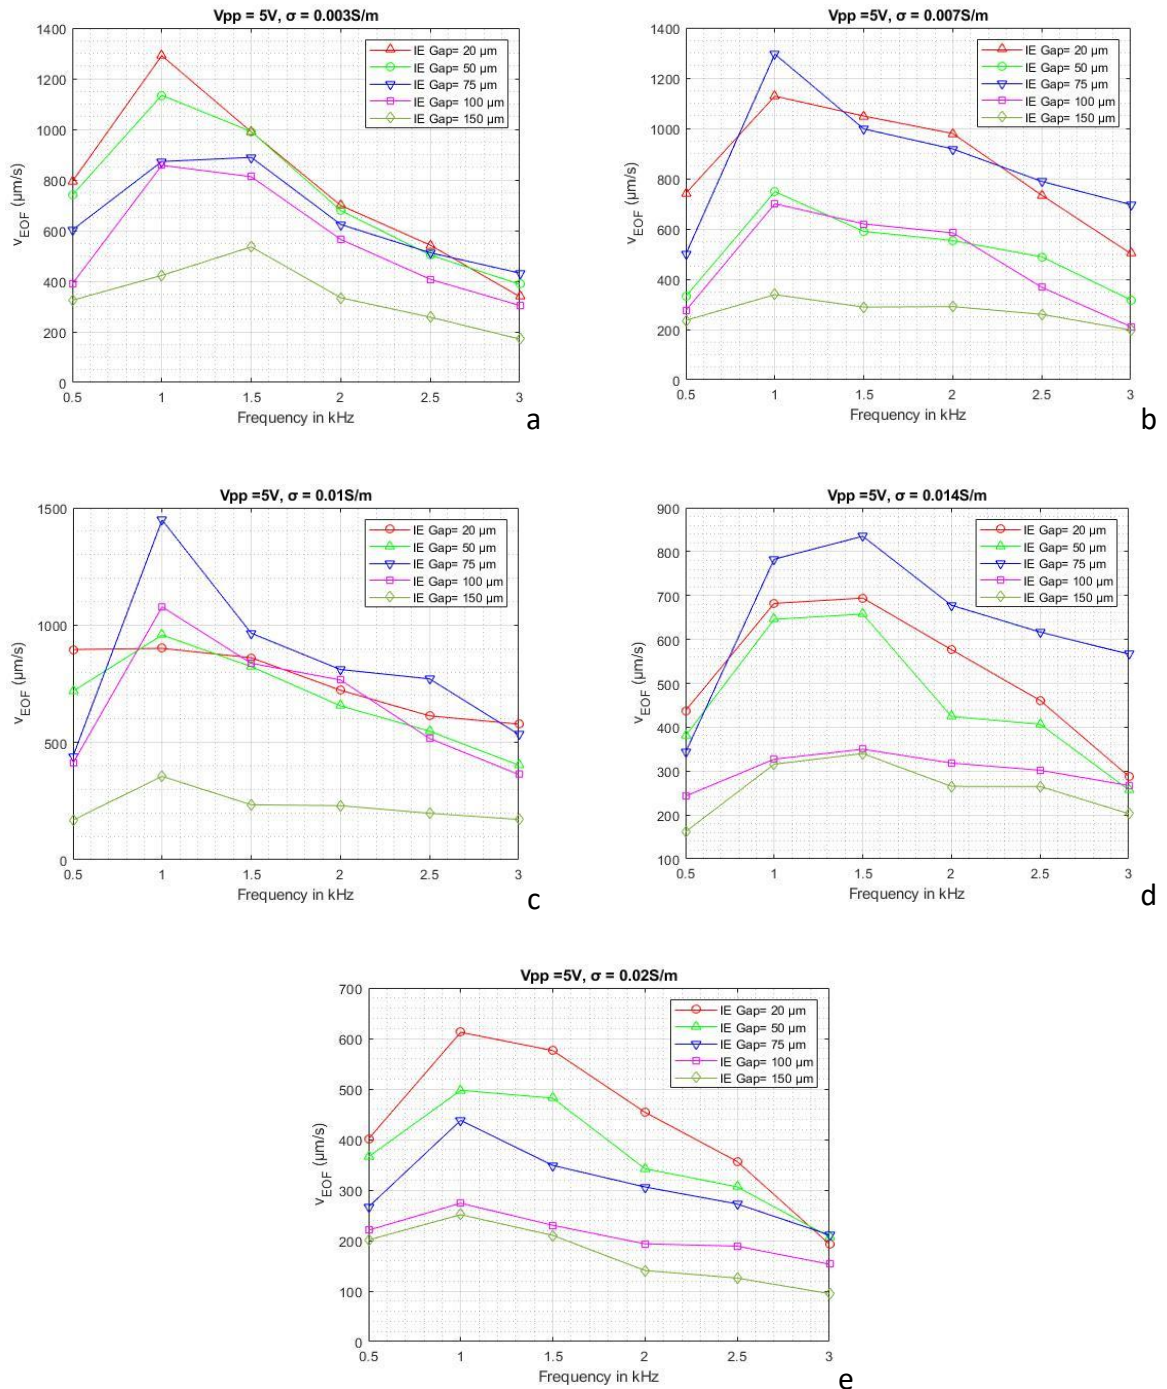 Vpp = 5V, σ = 0.003S/m
1400
1200
1000
800
600
400
200
0
v_EOF (µm/s)
IE Gap= 20 µm
IE Gap= 50 µm
IE Gap= 75 µm
IE Gap= 100 µm
IE Gap= 150 µm
0.5 1 1.5 2 2.5 3
Frequency in kHz
a
Vpp =5V, σ = 0.007S/m
1400
1200
1000
800
600
400
200
0
v_EOF (µm/s)
IE Gap= 20 µm
IE Gap= 50 µm
IE Gap= 75 µm
IE Gap= 100 µm
IE Gap= 150 µm
0.5 1 1.5 2 2.5 3
Frequency in kHz
b
Vpp =5V, σ = 0.01S/m
1500
1000
500
0
v_EOF (µm/s)
IE Gap= 20 µm
IE Gap= 50 µm
IE Gap= 75 µm
IE Gap= 100 µm
IE Gap= 150 µm
0.5 1 1.5 2 2.5 3
Frequency in kHz
c
Vpp =5V, σ = 0.014S/m
900
800
700
600
500
400
300
200
100
v_EOF (µm/s)
IE Gap= 20 µm
IE Gap= 50 µm
IE Gap= 75 µm
IE Gap= 100 µm
IE Gap= 150 µm
0.5 1 1.5 2 2.5 3
Frequency in kHz
d
Vpp =5V, σ = 0.02S/m
700
600
500
400
300
200
100
0
v_EOF (µm/s)
IE Gap= 20 µm
IE Gap= 50 µm
IE Gap= 75 µm
IE Gap= 100 µm
IE Gap= 150 µm
0.5 1 1.5 2 2.5 3
Frequency in kHz
e